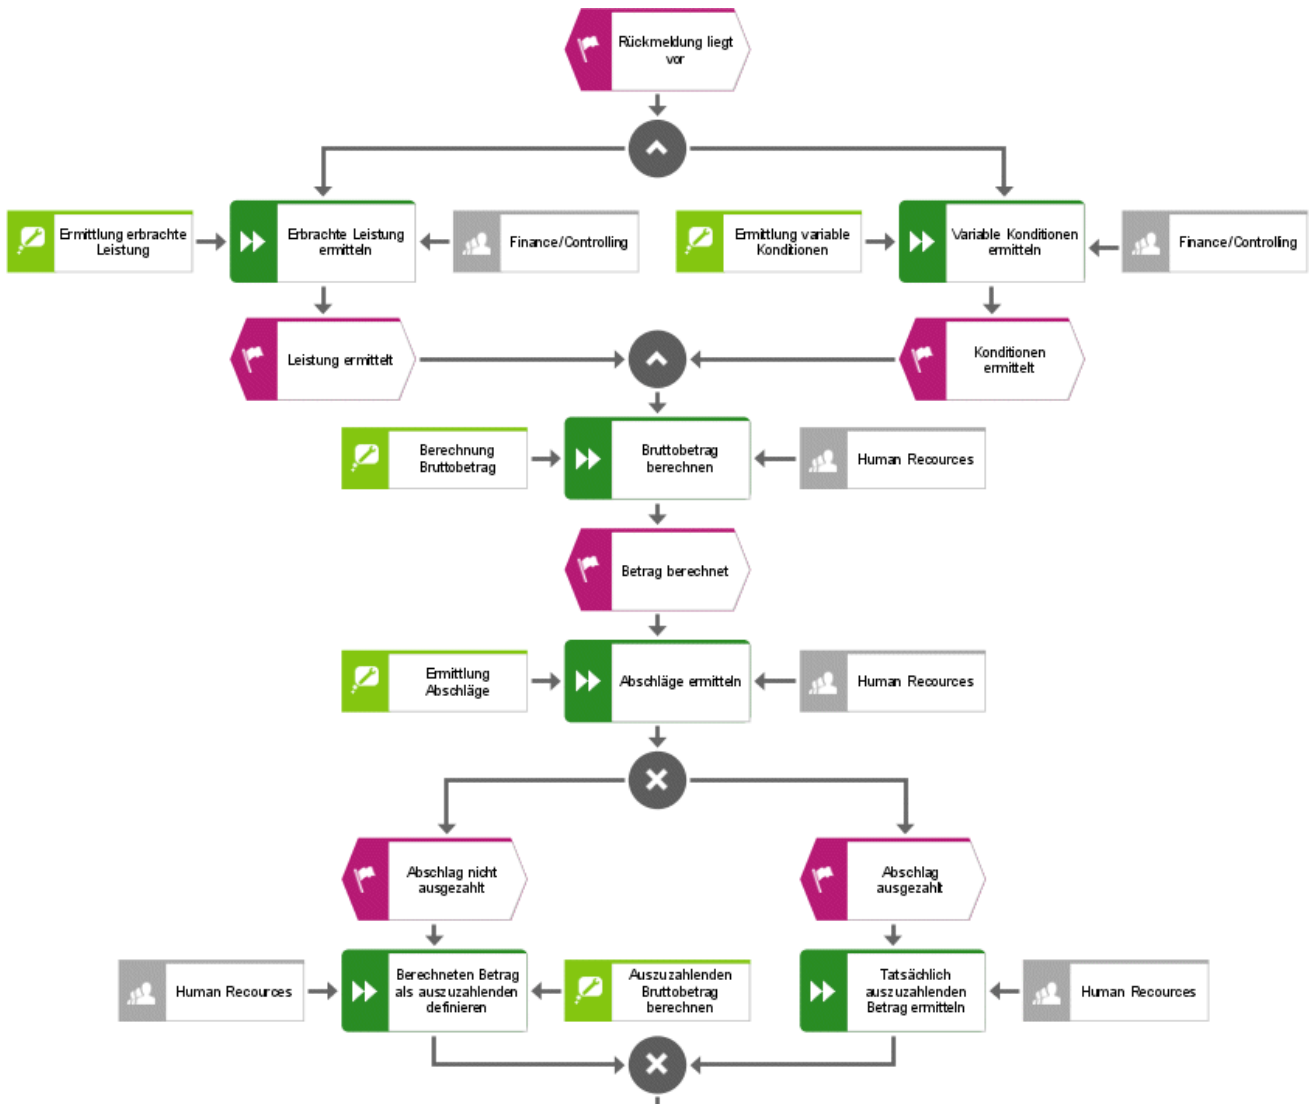 Rückmeldung liegt
vor
Ermittlung erbrachte
Leistung
Erbrachte Leistung
ermitteln
Finance/Controlling
Ermittlung variable
Konditionen
Variable Konditionen
ermitteln
Finance/Controlling
Leistung ermittelt
Konditionen
ermittelt
Berechnung
Bruttobetrag
Bruttobetrag
berechnen
Human Recources
Betrag berechnet
Ermittlung
Abschläge
Abschläge ermitteln
Human Recources
Abschlag nicht
ausgezahlt
Abschlag
ausgezahlt
Human Recources
Berechneten Betrag
als auszuzahlenden
definieren
Auszuzahlenden
Bruttobetrag
berechnen
Tatsächlich
auszuzahlenden
Betrag ermitteln
Human Recources